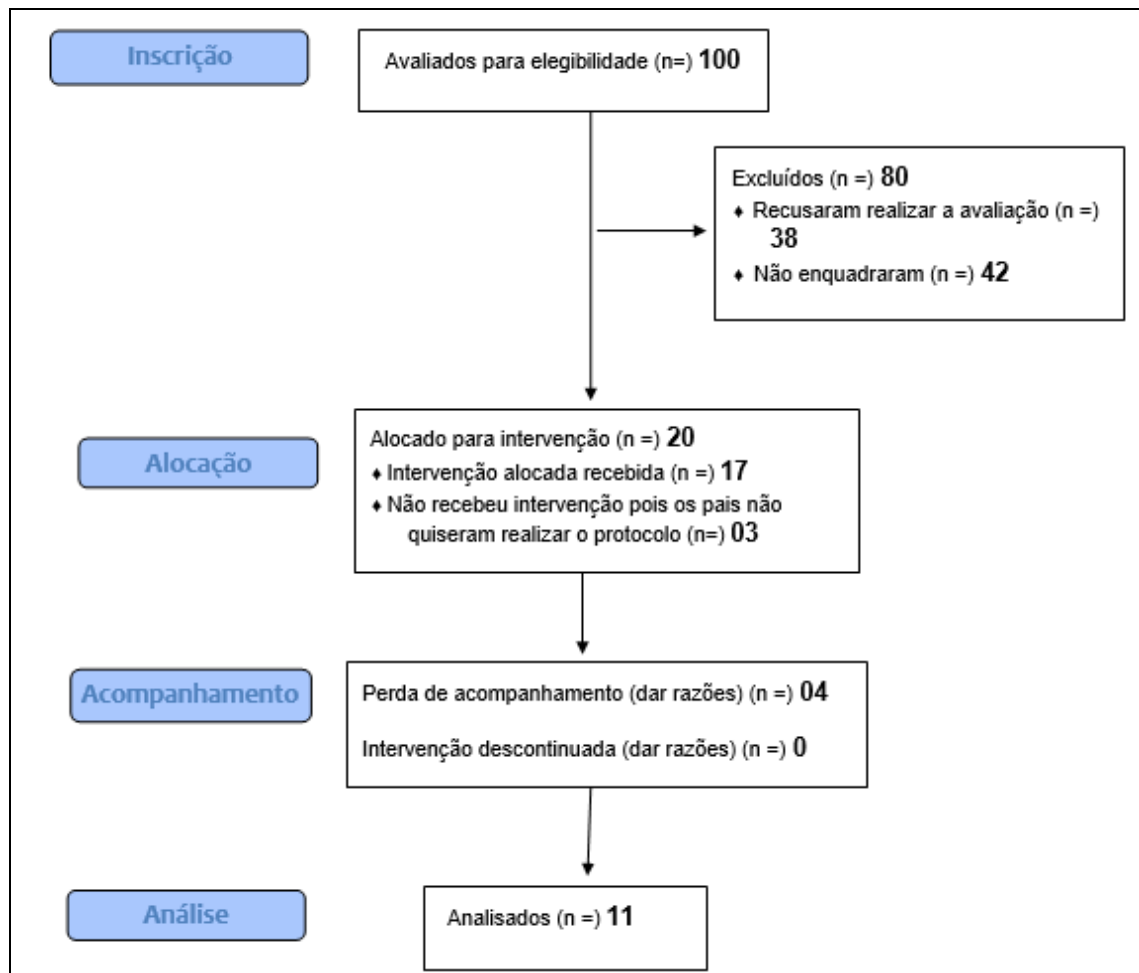 Inscrição
Avaliados para elegibilidade (n=) 100
Excluídos (n =) 80
♦ Recusaram realizar a avaliação (n =)
38
♦ Não enquadraram (n =) 42
Alocação
Alocado para intervenção (n =) 20
♦ Intervenção alocada recebida (n =) 17
♦ Não recebeu intervenção pois os pais não
quiseram realizar o protocolo (n=) 03
Acompanhamento
Perda de acompanhamento (dar razões) (n =) 04
Intervenção descontinuada (dar razões) (n =) 0
Análise
Analisados (n =) 11